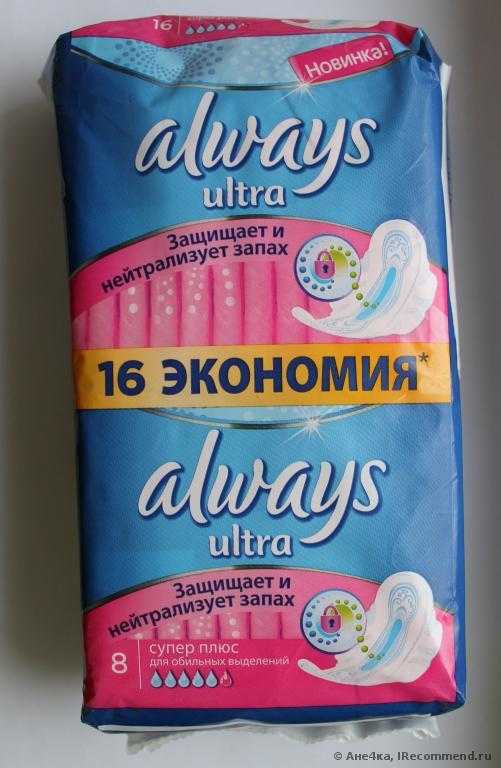 16
Новинка!
always
ultra
Защищает и
нейтрализует запах
16 ЭКОНОМИЯ*
always
ultra
Защищает и
нейтрализует запах
8 супер плюс
для обильных выделений
© Ане4ка, IRecommend.ru